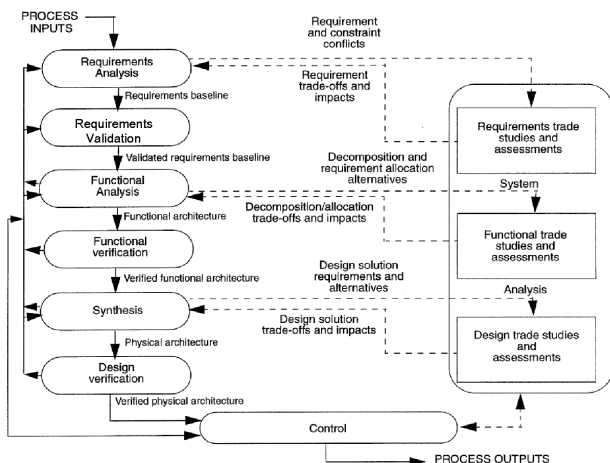 PROCESS
INPUTS
Requirement
and constraint
conflicts
Requirements
Analysis
Requirement
trade-offs and
impacts
Requirements baseline
Requirements
Validation
Requirements trade
studies and
assessments
Validated requirements baseline
Decomposition and
requirement allocation
alternatives
Functional
Analysis
System
Functional architecture
Decomposition/allocation
trade-offs and impacts
Functional trade
studies and
assessments
Functional
verification
Verified functional architecture
Design solution
requirements and
alternatives
Analysis
Synthesis
Design solution
trade-offs and impacts
Design trade studies
and
assessments
Physical architecture
Design
verification
Verified physical architecture
Control
PROCESS OUTPUTS